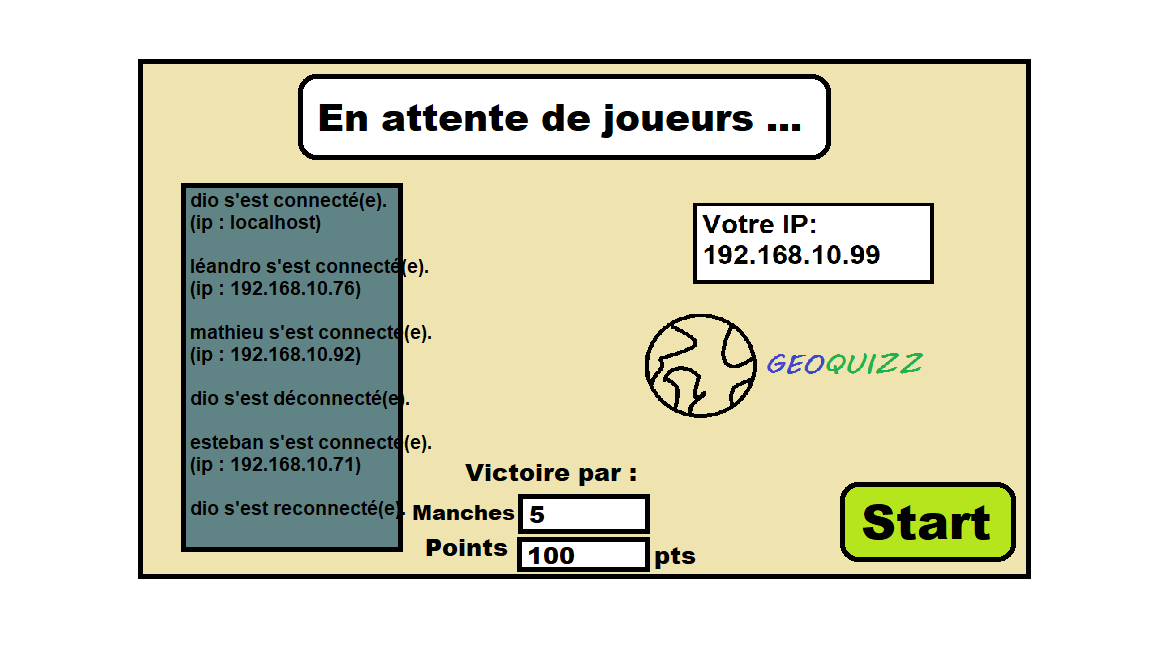 En attente de joueurs ...
dio s'est connecté(e).
(ip : localhost)
léandro s'est connecté(e).
(ip : 192.168.10.76)
mathieu s'est connecté(e).
(ip : 192.168.10.92)
dio s'est déconnecté(e).
esteban s'est connecté(e).
(ip : 192.168.10.71)
dio s'est reconnecté(e).
Votre IP:
192.168.10.99
GEOQUIZZ
Victoire par :
Manches 5
Points 100 pts
Start